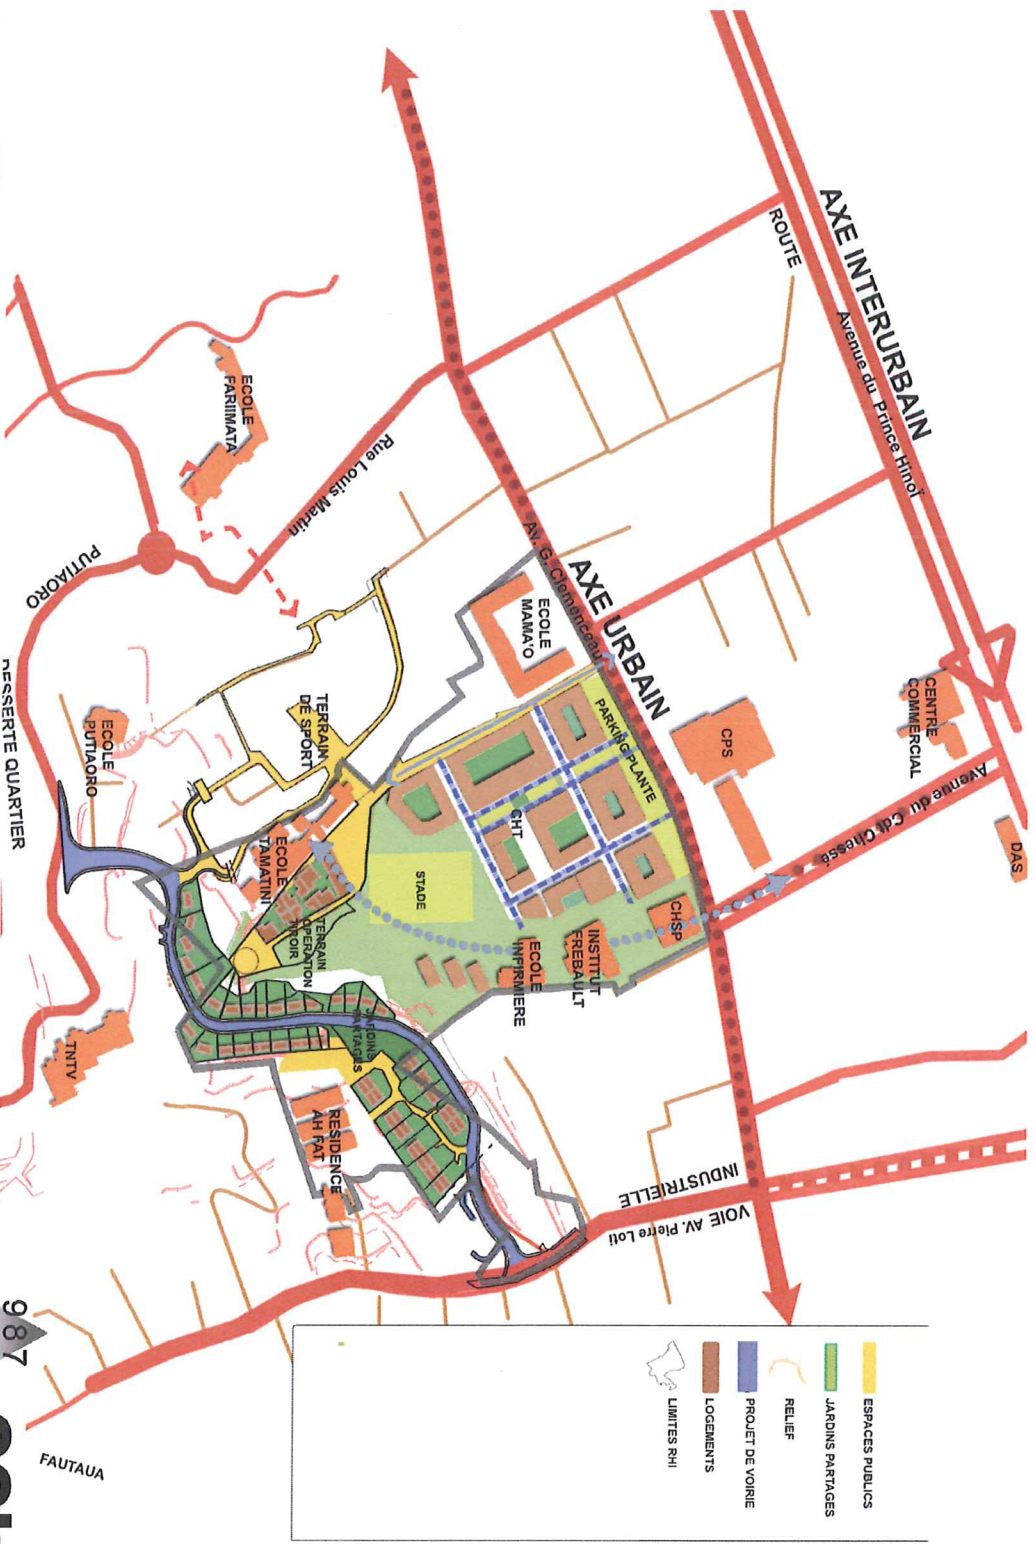 AXE INTERURBAIN
Avenue du Prince Hinoï
ROUTE
CENTRE
COMMERCIAL
DAS
Avenue du Cdt Chessé
CPS
AXE URBAIN
Av. G. Clemenceau
PARKING PLANTE
ECOLE
MAMA'O
CHT
CHSP
INSTITUT
FREBAULT
ECOLE
INFIRMIERE
STADE
Rue Louis Martin
ECOLE
FARIIMATA
TERRAIN
DE SPORT
ECOLE
TAMATINI
TERRAIN
OPERATION
TIPOIR
JARDINS
PARTAGES
RESIDENCE
AH FAT
PUTIAORO
ECOLE
PUTIAORO
DESSERTE QUARTIER
TNTV
INDUSTRIELLE
VOIE AV. Pierre Loti
FAUTAUA
ESPACES PUBLICS
JARDINS PARTAGES
RELIEF
PROJET DE VOIRIE
LOGEMENTS
LIMITES RHI
987